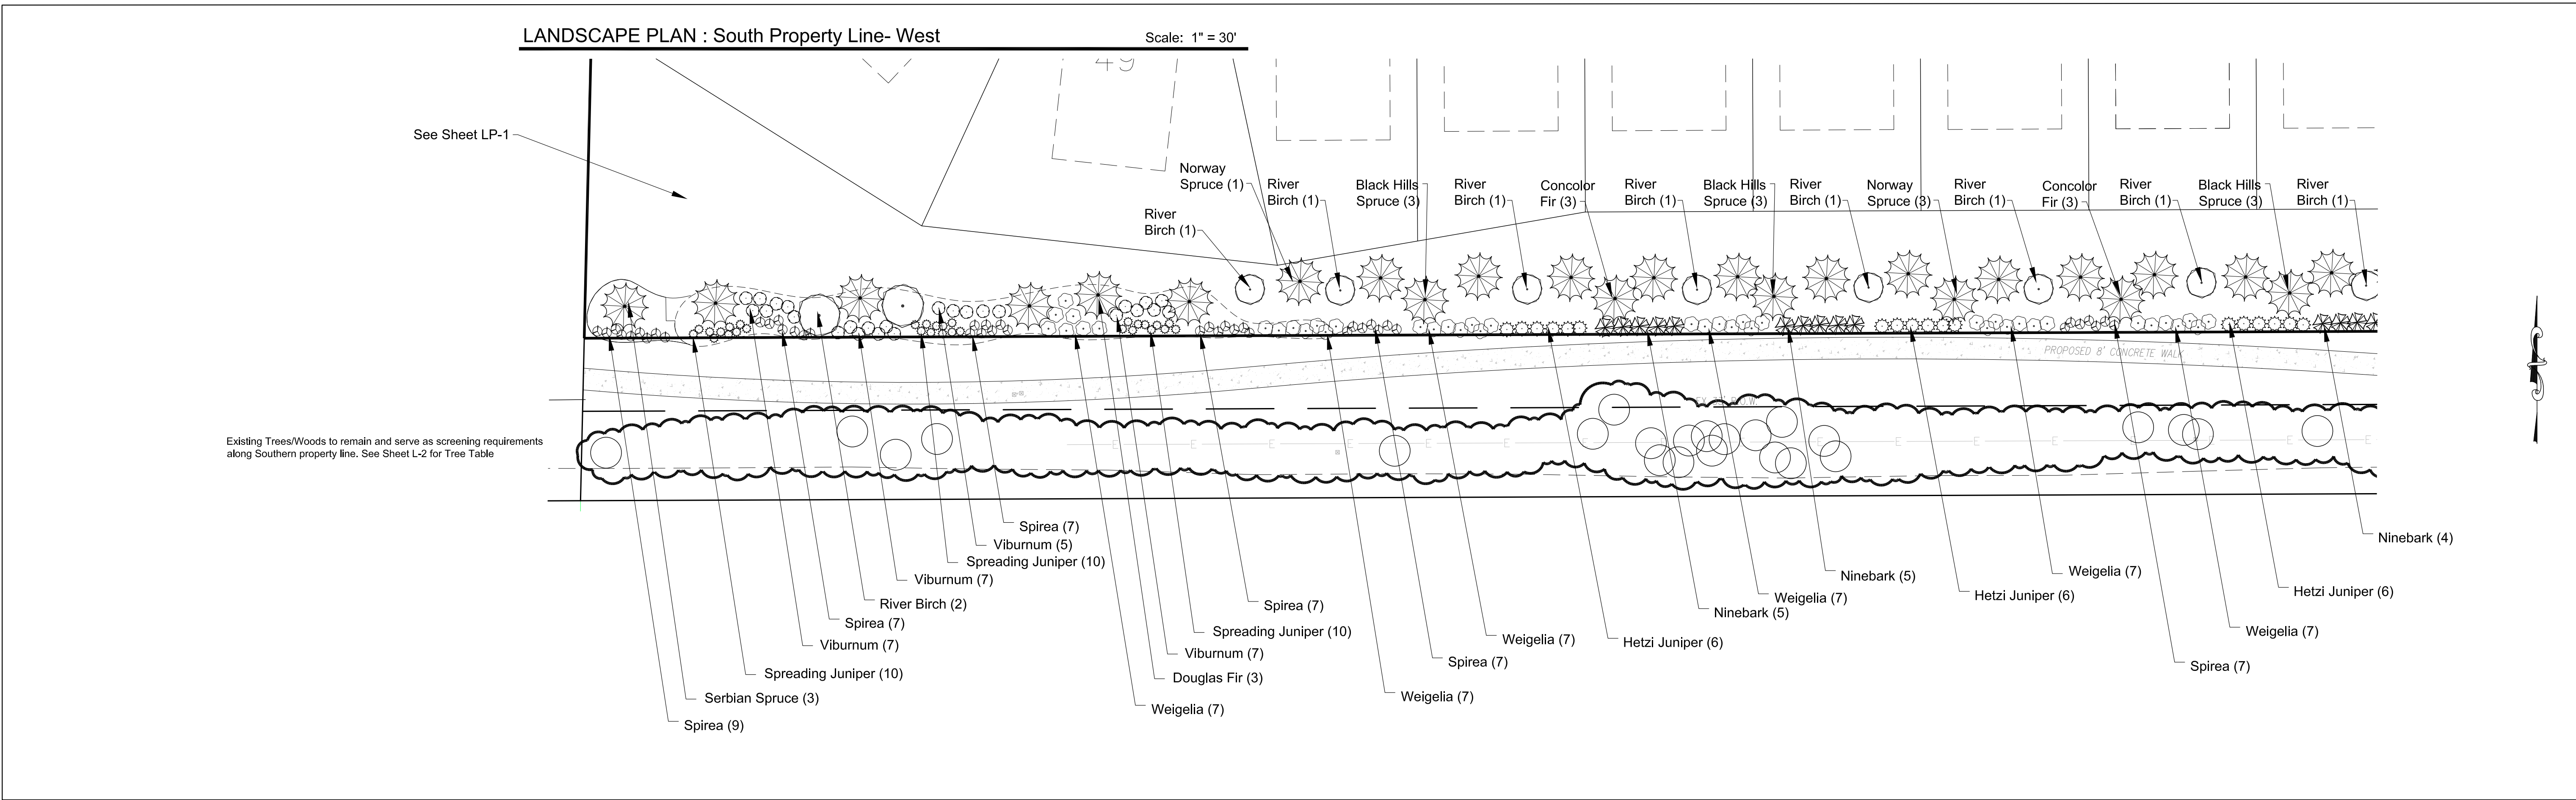 LANDSCAPE PLAN : South Property Line- West
Scale: 1" = 30'
49
See Sheet LP-1
Norway
Spruce (1)
River
Birch (1)
River
Birch (1)
Black Hills
Spruce (3)
River
Birch (1)
Concolor
Fir (3)
River
Birch (1)
Black Hills
Spruce (3)
River
Birch (1)
Norway
Spruce (3)
River
Birch (1)
Concolor
Fir (3)
River
Birch (1)
Black Hills
Spruce (3)
River
Birch (1)
PROPOSED 8' CONCRETE WALK
Existing Trees/Woods to remain and serve as screening requirements
along Southern property line. See Sheet L-2 for Tree Table
E E E E E E E E E E E E E E E
Spirea (7)
Viburnum (5)
Spreading Juniper (10)
Viburnum (7)
River Birch (2)
Spirea (7)
Viburnum (7)
Spreading Juniper (10)
Serbian Spruce (3)
Spirea (9)
Spirea (7)
Spreading Juniper (10)
Viburnum (7)
Douglas Fir (3)
Weigelia (7)
Weigelia (7)
Spirea (7)
Weigelia (7)
Hetzi Juniper (6)
Ninebark (5)
Weigelia (7)
Ninebark (5)
Hetzi Juniper (6)
Weigelia (7)
Spirea (7)
Weigelia (7)
Hetzi Juniper (6)
Ninebark (4)